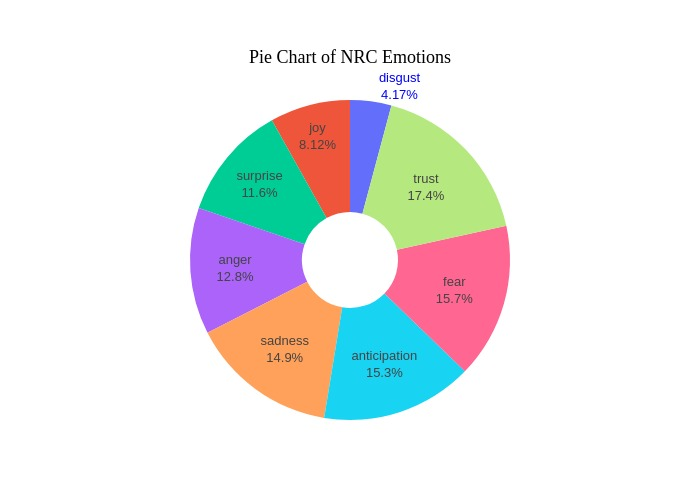 Pie Chart of NRC Emotions
disgust
4.17%
joy
8.12%
trust
17.4%
surprise
11.6%
anger
12.8%
fear
15.7%
sadness
14.9%
anticipation
15.3%